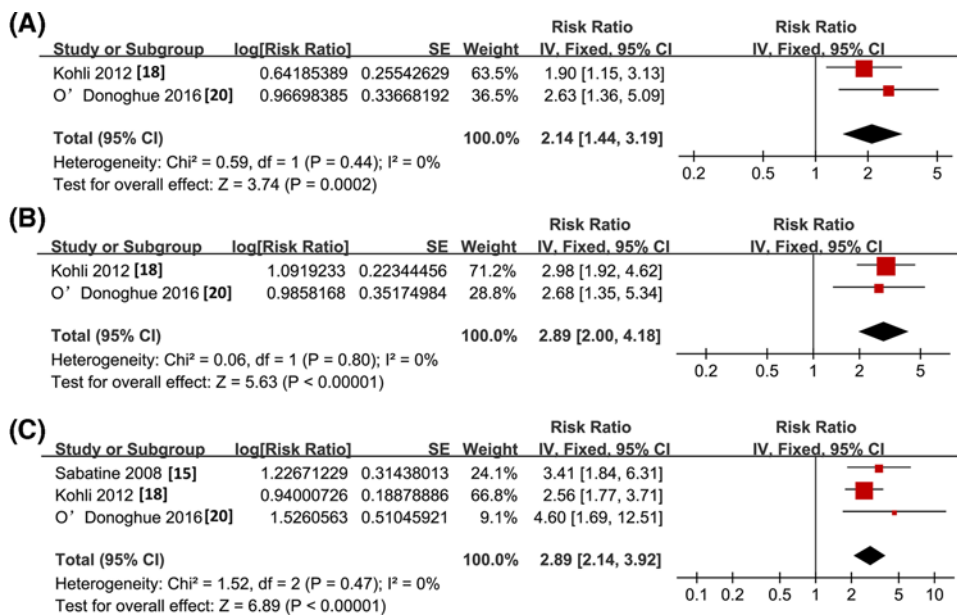 (A) Risk Ratio Risk Ratio
Study or Subgroup log[Risk Ratio] SE Weight IV, Fixed, 95% CI IV, Fixed, 95% CI
Kohli 2012 [18] 0.64185389 0.25542629 63.5% 1.90 [1.15, 3.13]
O’ Donoghue 2016 [20] 0.96698385 0.33668192 36.5% 2.63 [1.36, 5.09]
Total (95% CI) 100.0% 2.14 [1.44, 3.19]
Heterogeneity: Chi² = 0.59, df = 1 (P = 0.44); I² = 0%
Test for overall effect: Z = 3.74 (P = 0.0002)
0.2 0.5 1 2 5
(B) Risk Ratio Risk Ratio
Study or Subgroup log[Risk Ratio] SE Weight IV, Fixed, 95% CI IV, Fixed, 95% CI
Kohli 2012 [18] 1.0919233 0.22344456 71.2% 2.98 [1.92, 4.62]
O’ Donoghue 2016 [20] 0.9858168 0.35174984 28.8% 2.68 [1.35, 5.34]
Total (95% CI) 100.0% 2.89 [2.00, 4.18]
Heterogeneity: Chi² = 0.06, df = 1 (P = 0.80); I² = 0%
Test for overall effect: Z = 5.63 (P < 0.00001)
0.2 0.5 1 2 5
(C) Risk Ratio Risk Ratio
Study or Subgroup log[Risk Ratio] SE Weight IV, Fixed, 95% CI IV, Fixed, 95% CI
Sabatine 2008 [15] 1.22671229 0.31438013 24.1% 3.41 [1.84, 6.31]
Kohli 2012 [18] 0.94000726 0.18878886 66.8% 2.56 [1.77, 3.71]
O’ Donoghue 2016 [20] 1.5260563 0.51045921 9.1% 4.60 [1.69, 12.51]
Total (95% CI) 100.0% 2.89 [2.14, 3.92]
Heterogeneity: Chi² = 1.52, df = 2 (P = 0.47); I² = 0%
Test for overall effect: Z = 6.89 (P < 0.00001)
0.1 0.2 0.5 1 2 5 10